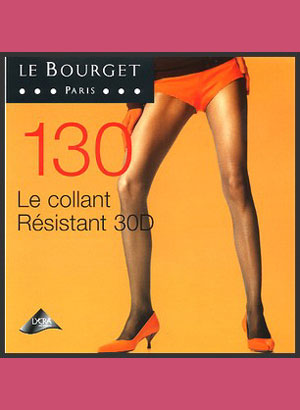 LE BOURGET
PARIS
130
Le collant
Résistant 30D
LYCRA